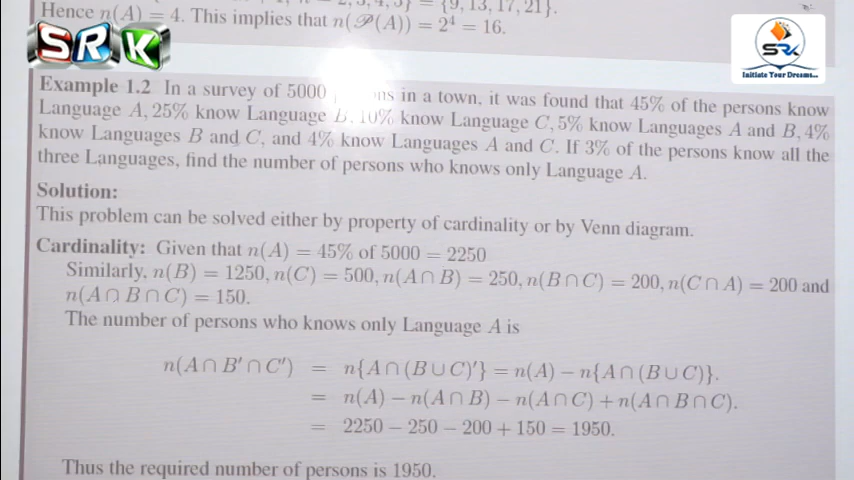 = {9, 13, 17, 21}.
Hence n(A) = 4. This implies that n(𝒫(A)) = 2⁴ = 16.
SRK
SRK
Initiate Your Dreams...
Example 1.2 In a survey of 5000 in a town, it was found that 45% of the persons know
Language A, 25% know Language B, 10% know Language C, 5% know Languages A and B, 4%
know Languages B and C, and 4% know Languages A and C. If 3% of the persons know all the
three Languages, find the number of persons who knows only Language A.
Solution:
This problem can be solved either by property of cardinality or by Venn diagram.
Cardinality: Given that n(A) = 45% of 5000 = 2250
Similarly, n(B) = 1250, n(C) = 500, n(A ∩ B) = 250, n(B ∩ C) = 200, n(C ∩ A) = 200 and
n(A ∩ B ∩ C) = 150.
The number of persons who knows only Language A is
n(A ∩ B′ ∩ C′) = n{A ∩ (B ∪ C)′} = n(A) − n{A ∩ (B ∪ C)}.
= n(A) − n(A ∩ B) − n(A ∩ C) + n(A ∩ B ∩ C).
= 2250 − 250 − 200 + 150 = 1950.
Thus the required number of persons is 1950.